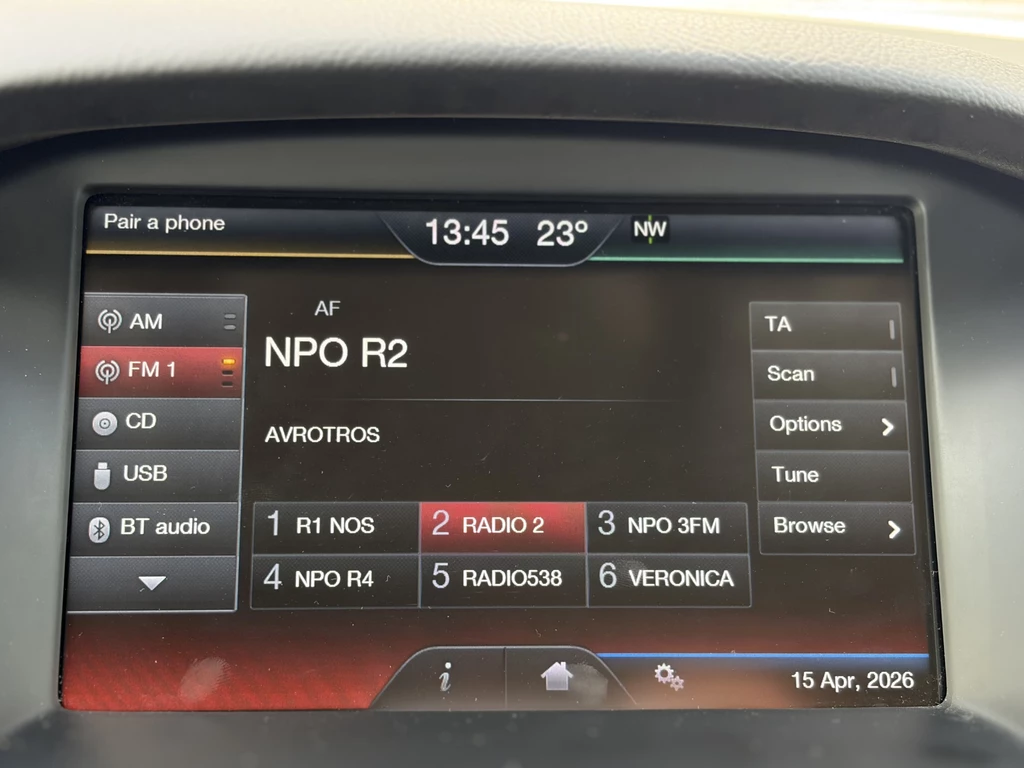 Pair a phone
13:45 23° NW
AM
FM 1
CD
USB
BT audio
AF
NPO R2
AVROTROS
1 R1 NOS
2 RADIO 2
3 NPO 3FM
4 NPO R4
5 RADIO538
6 VERONICA
TA
Scan
Options
Tune
Browse
i
15 Apr, 2026